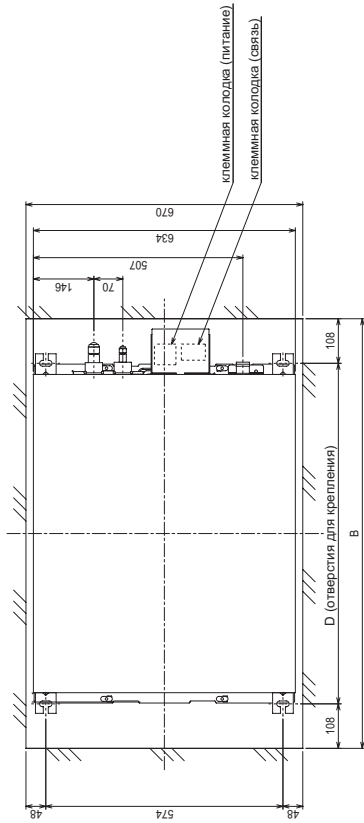 клеммная колодка (питание)
клеммная колодка (связь)
670
634
507
146
70
108
D (отверстия для крепления)
B
108
48
574
48